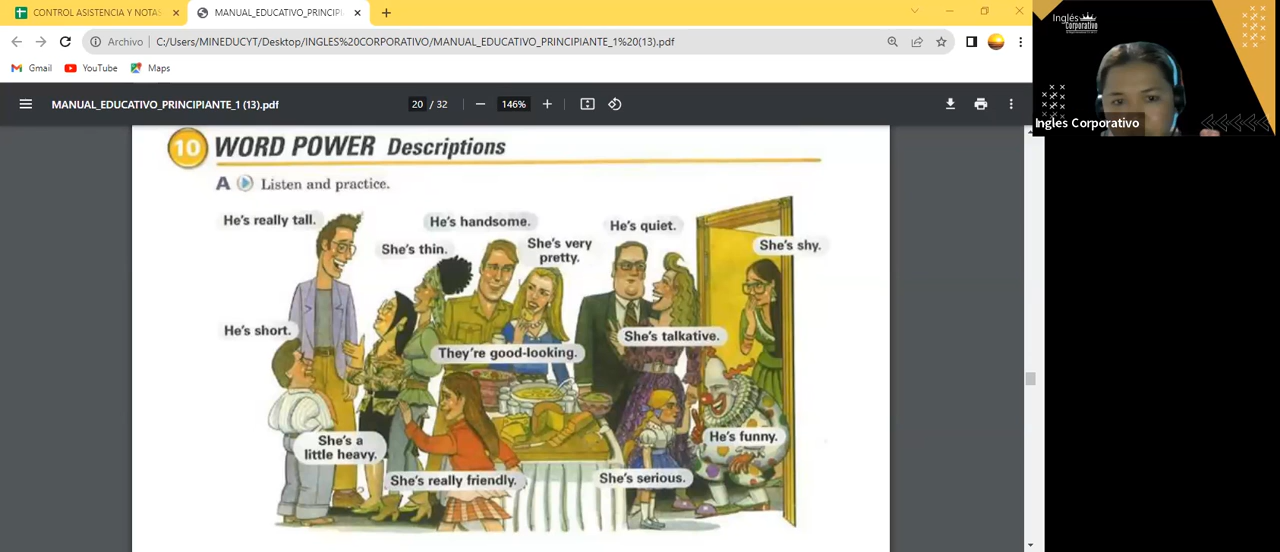 CONTROL ASISTENCIA Y NOTAS
MANUAL_EDUCATIVO_PRINCIPI
Archivo
C:/Users/MINEDUCYT/Desktop/INGLES%20CORPORATIVO/MANUAL_EDUCATIVO_PRINCIPIANTE_1%20(13).pdf
Gmail
YouTube
Maps
MANUAL_EDUCATIVO_PRINCIPIANTE_1 (13).pdf
20 / 32
146%
Inglés
Corporativo
Ingles Corporativo
10 WORD POWER Descriptions
A Listen and practice.
He's really tall.
He's handsome.
He's quiet.
She's thin.
She's very
pretty.
She's shy.
He's short.
She's talkative.
They're good-looking.
She's a
little heavy.
He's funny.
She's really friendly.
She's serious.